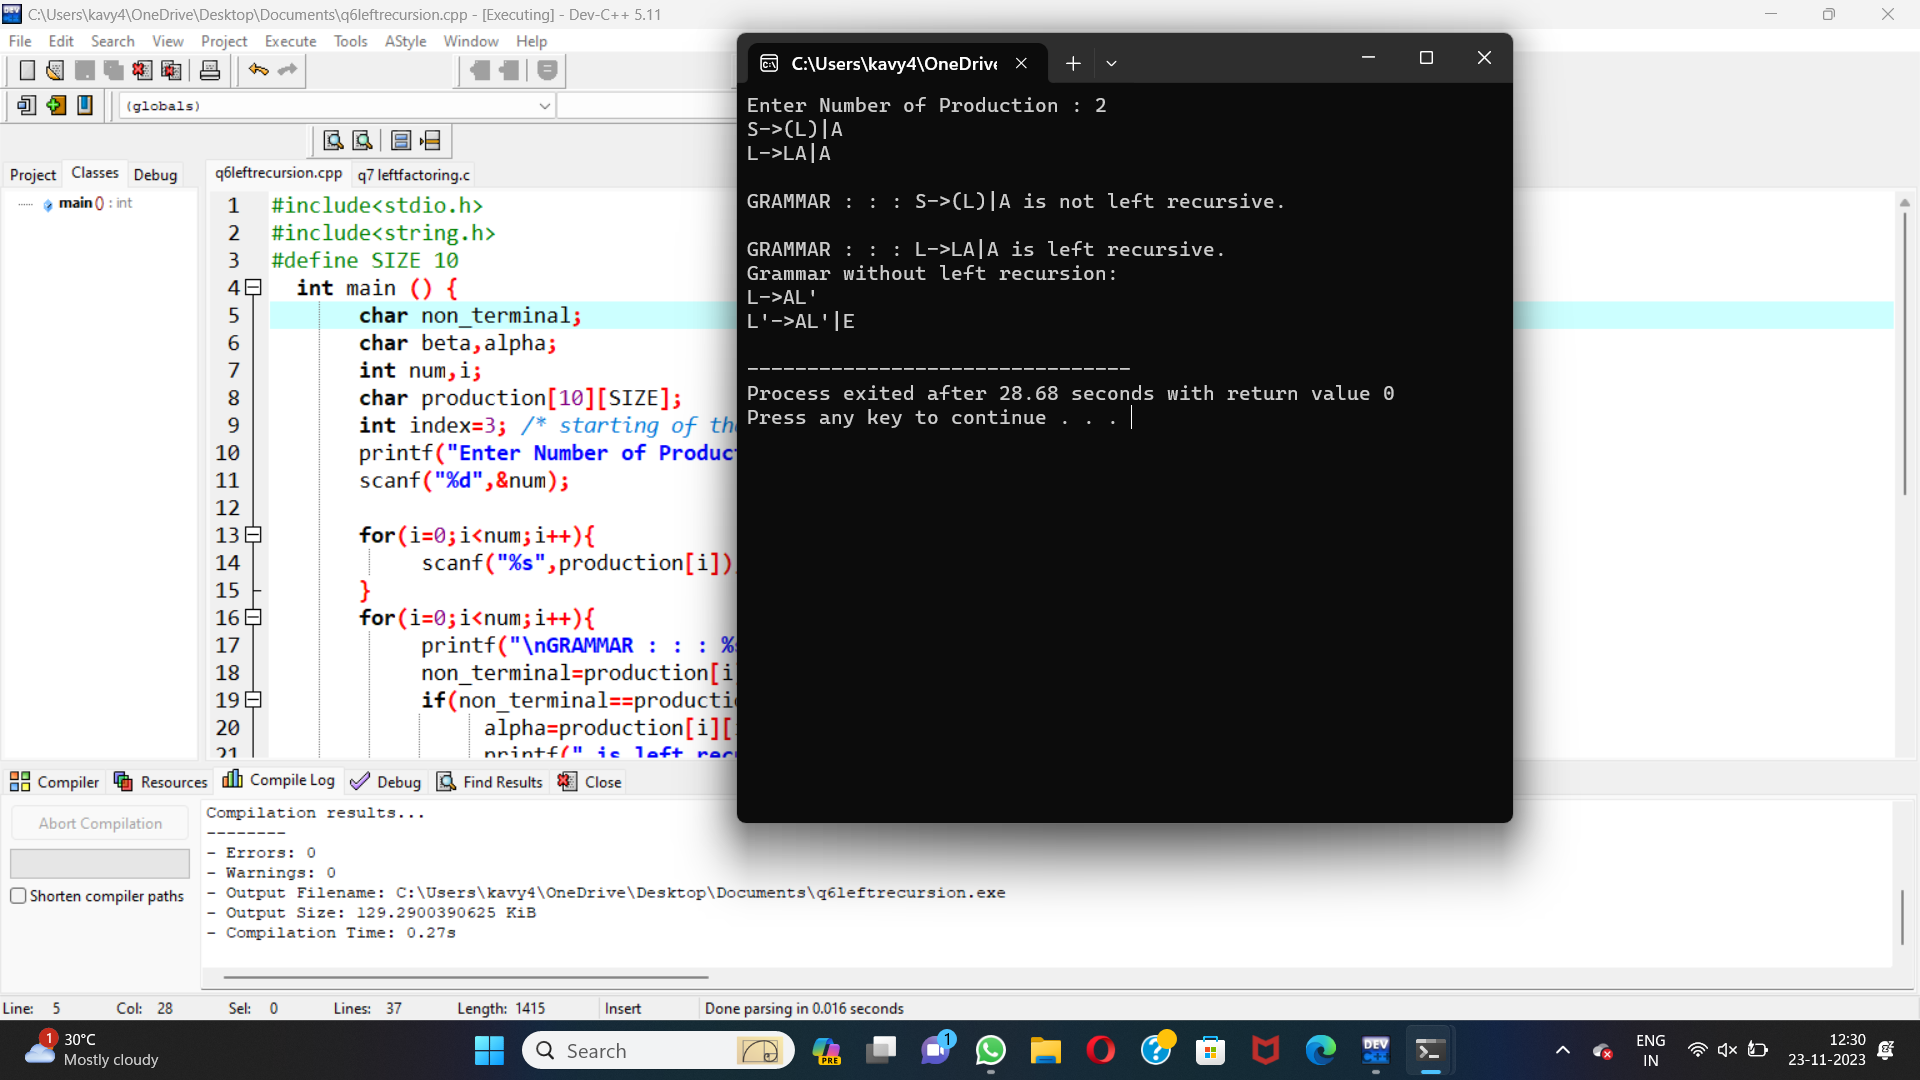 C:\Users\kavy4\OneDrive\Desktop\Documents\q6leftrecursion.cpp - [Executing] - Dev-C++ 5.11
File Edit Search View Project Execute Tools AStyle Window Help
(globals)
Project Classes Debug
main () : int
q6leftrecursion.cpp q7 leftfactoring.c
1 #include<stdio.h>
2 #include<string.h>
3 #define SIZE 10
4 int main () {
5 char non_terminal;
6 char beta,alpha;
7 int num,i;
8 char production[10][SIZE];
9 int index=3; /* starting of th
10 printf("Enter Number of Produc
11 scanf("%d",&num);
12
13 for(i=0;i<num;i++){
14 scanf("%s",production[i])
15 }
16 for(i=0;i<num;i++){
17 printf("\nGRAMMAR : : : %
18 non_terminal=production[i
19 if(non_terminal==producti
20 alpha=production[i][
21 printf(" is left rec
C:\Users\kavy4\OneDrive
Enter Number of Production : 2
S->(L)|A
L->LA|A
GRAMMAR : : : S->(L)|A is not left recursive.
GRAMMAR : : : L->LA|A is left recursive.
Grammar without left recursion:
L->AL'
L'->AL'|E
--------------------------------
Process exited after 28.68 seconds with return value 0
Press any key to continue . . .
Compiler Resources Compile Log Debug Find Results Close
Abort Compilation
Shorten compiler paths
Compilation results...
--------
- Errors: 0
- Warnings: 0
- Output Filename: C:\Users\kavy4\OneDrive\Desktop\Documents\q6leftrecursion.exe
- Output Size: 129.2900390625 KiB
- Compilation Time: 0.27s
Line: 5 Col: 28 Sel: 0 Lines: 37 Length: 1415 Insert Done parsing in 0.016 seconds
1
30°C
Mostly cloudy
Search
PRE
1
DEV
C++
ENG
IN
12:30
23-11-2023